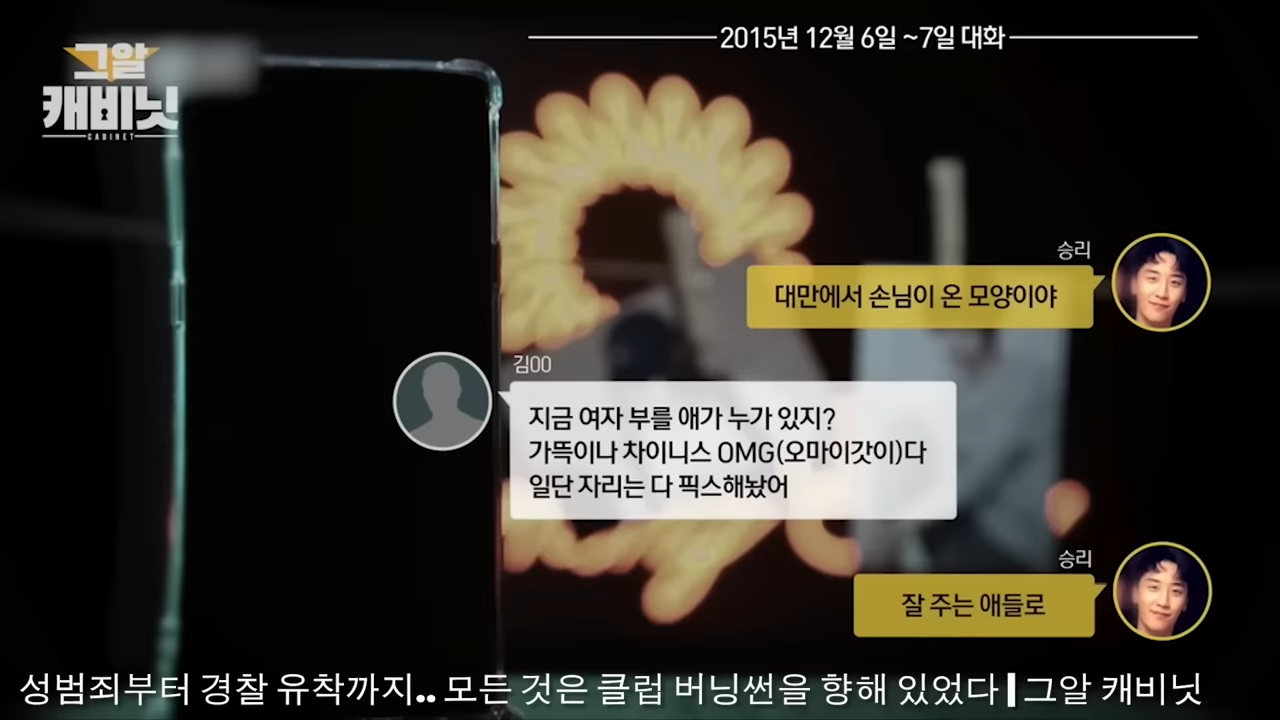 그알
캐비닛
CABINET
2015년 12월 6일 ~7일 대화
승리
대만에서 손님이 온 모양이야
김00
지금 여자 부를 애가 누가 있지?
가뜩이나 차이니스 OMG(오마이갓이)다
일단 자리는 다 픽스해놨어
승리
잘 주는 애들로
성범죄부터 경찰 유착까지.. 모든 것은 클럽 버닝썬을 향해 있었다 | 그알 캐비닛